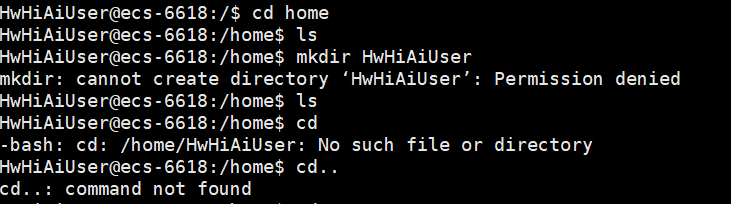 HwHiAiUser@ecs-6618:/$ cd home
HwHiAiUser@ecs-6618:/home$ ls
HwHiAiUser@ecs-6618:/home$ mkdir HwHiAiUser
mkdir: cannot create directory ‘HwHiAiUser’: Permission denied
HwHiAiUser@ecs-6618:/home$ ls
HwHiAiUser@ecs-6618:/home$ cd
-bash: cd: /home/HwHiAiUser: No such file or directory
HwHiAiUser@ecs-6618:/home$ cd..
cd..: command not found